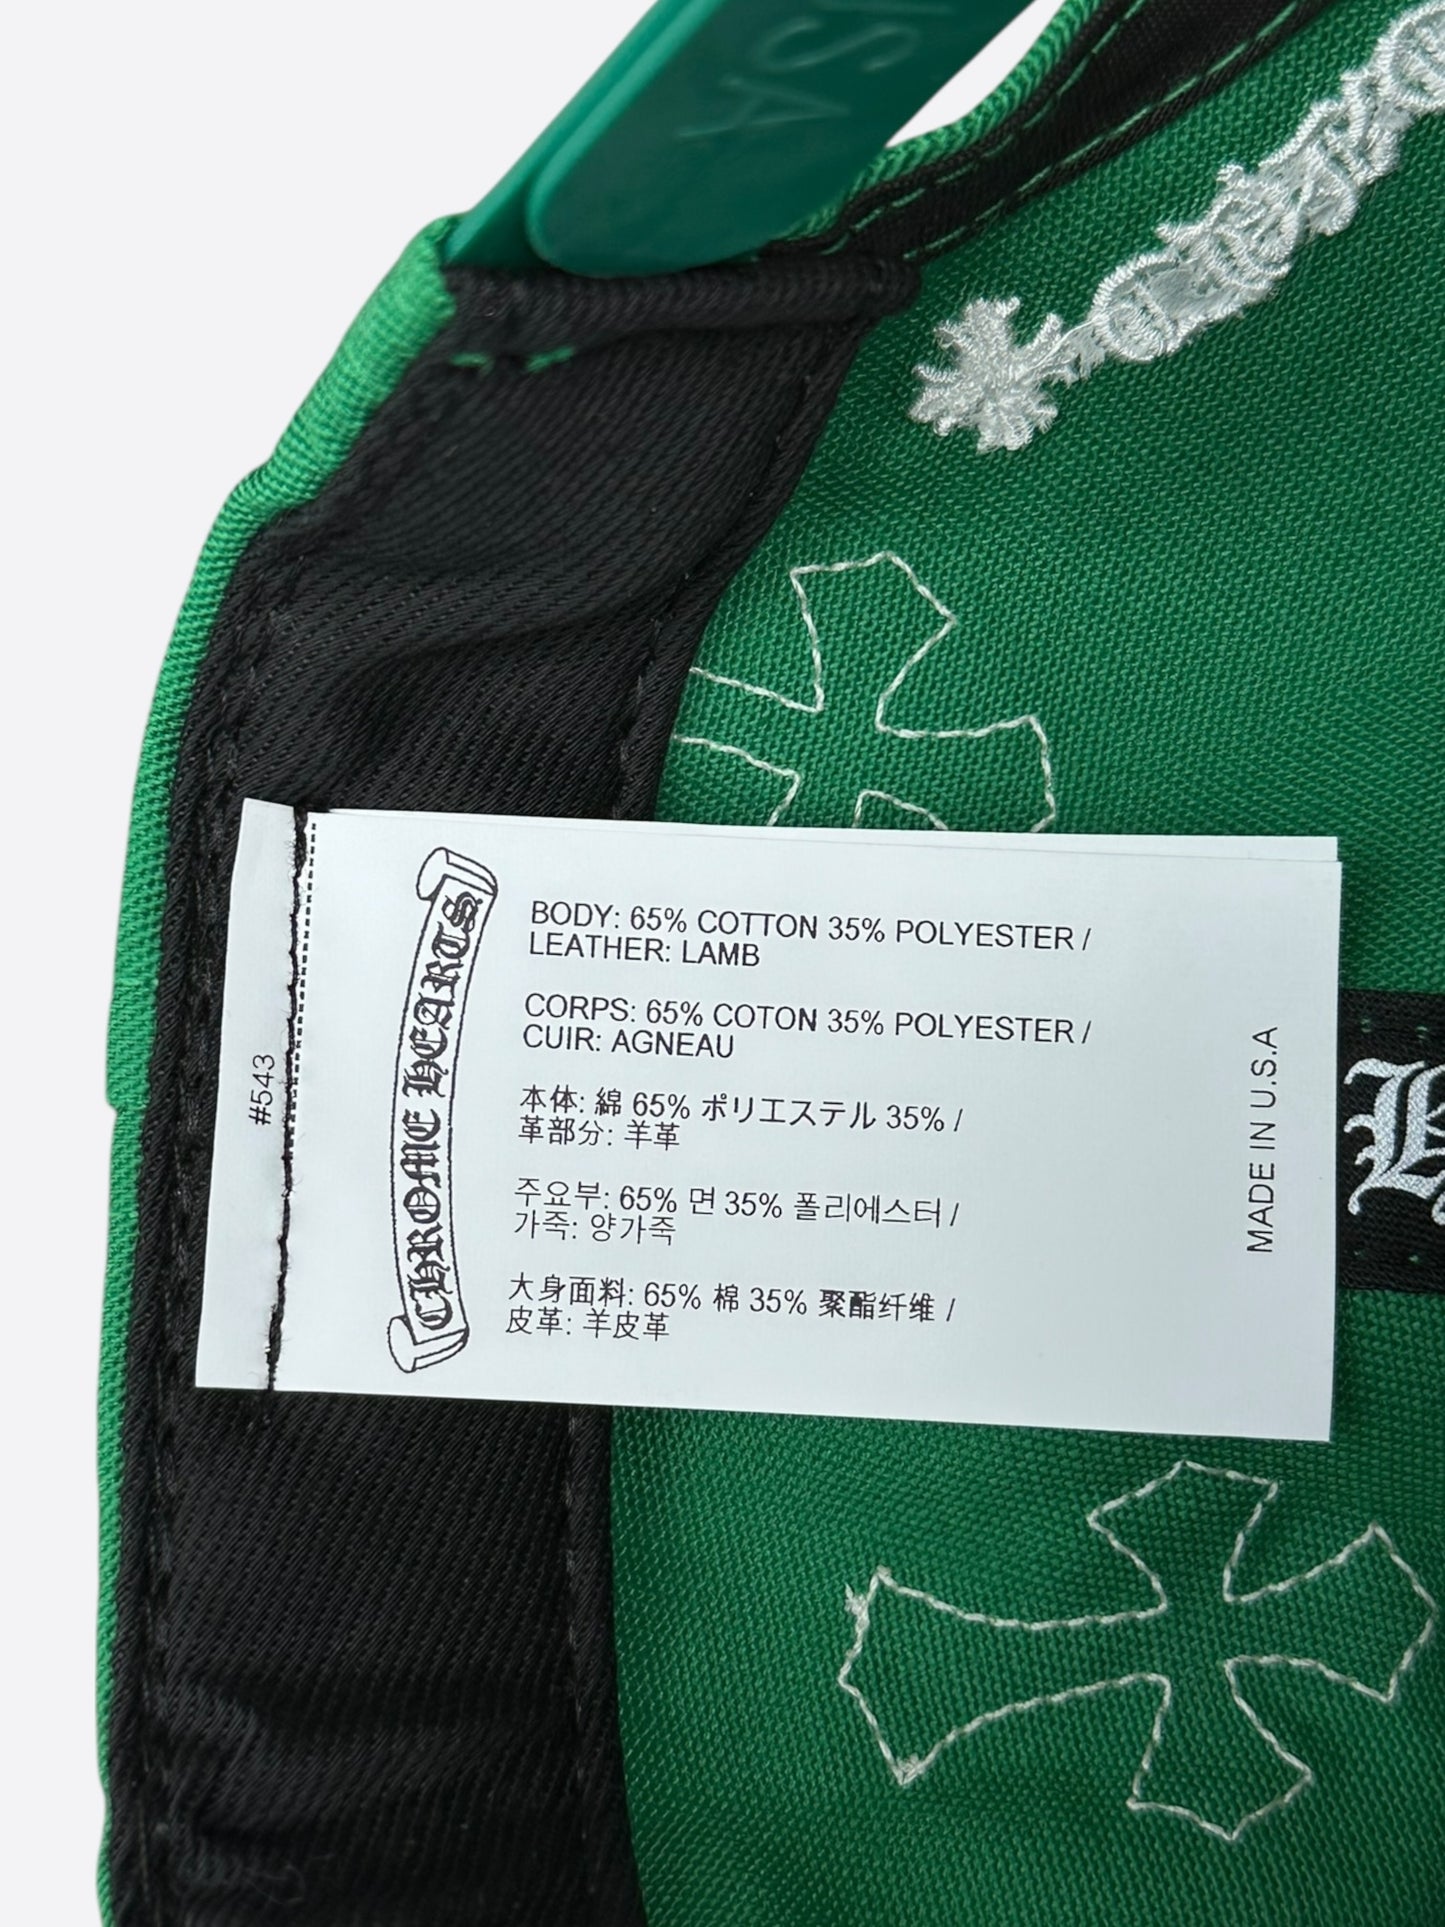 USA
#543
CHROME HEARTS
BODY: 65% COTTON 35% POLYESTER /
LEATHER: LAMB
CORPS: 65% COTON 35% POLYESTER /
CUIR: AGNEAU
本体: 綿 65% ポリエステル 35% /
革部分: 羊革
주요부: 65% 면 35% 폴리에스터 /
가죽: 양가죽
大身面料: 65% 棉 35% 聚酯纤维 /
皮革: 羊皮革
MADE IN U.S.A